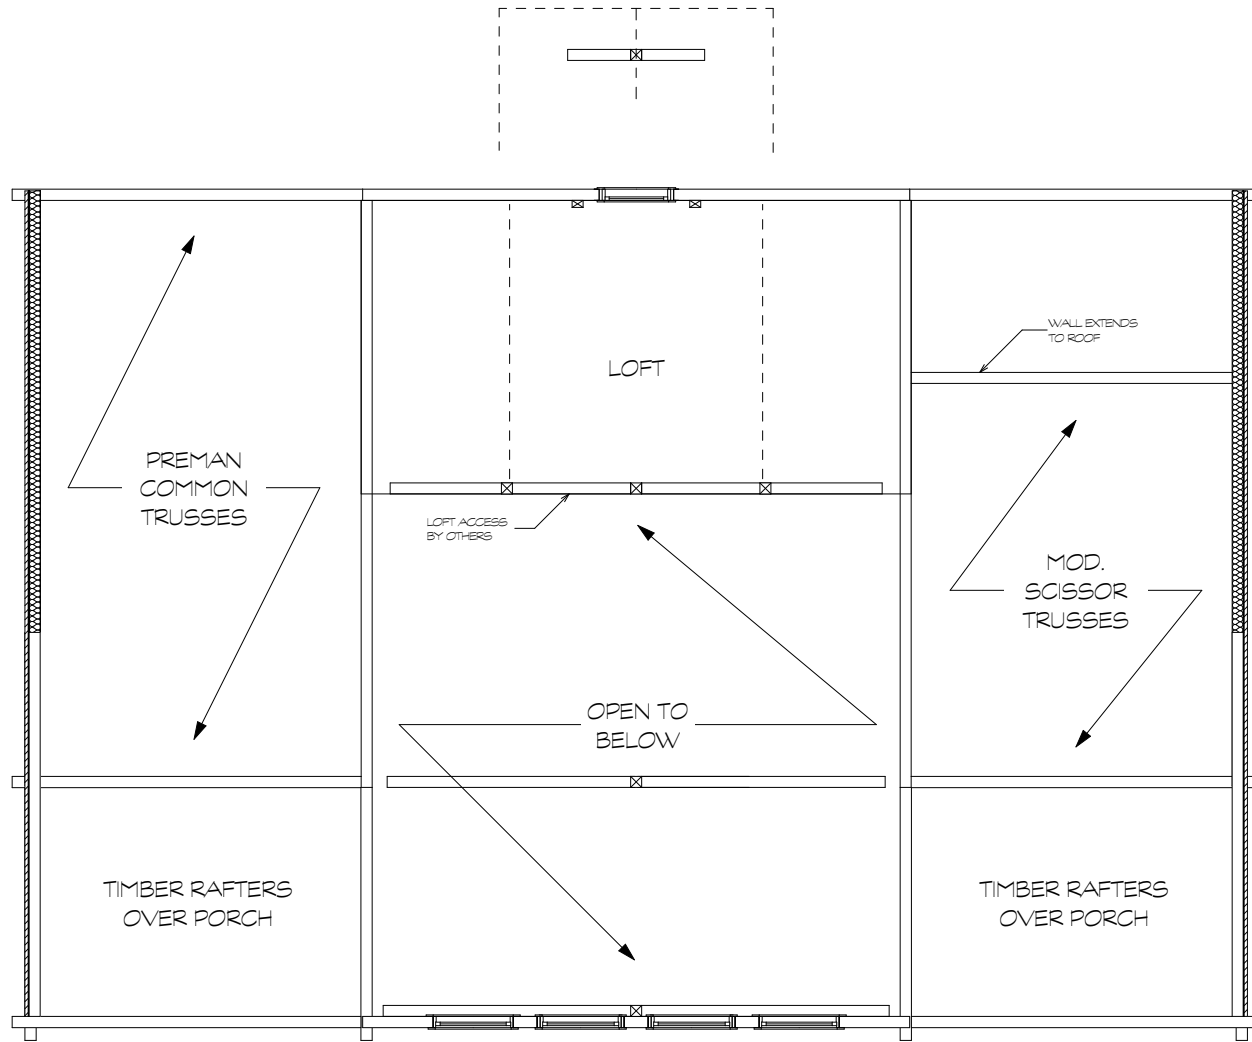 WALL EXTENDS
TO ROOF
LOFT
PREMAN
COMMON
TRUSSES
LOFT ACCESS
BY OTHERS
MOD.
SCISSOR
TRUSSES
OPEN TO
BELOW
TIMBER RAFTERS
OVER PORCH
TIMBER RAFTERS
OVER PORCH